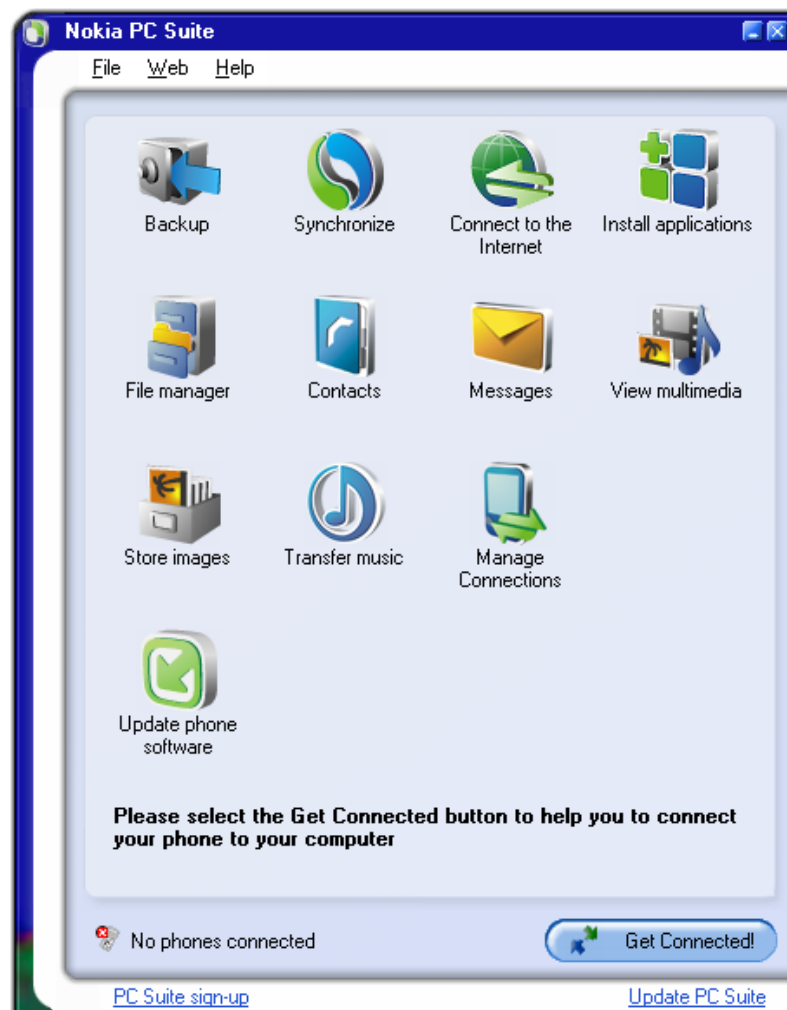 Nokia PC Suite
File Web Help
Backup
Synchronize
Connect to the
Internet
Install applications
File manager
Contacts
Messages
View multimedia
Store images
Transfer music
Manage
Connections
Update phone
software
Please select the Get Connected button to help you to connect
your phone to your computer
No phones connected
Get Connected!
PC Suite sign-up
Update PC Suite